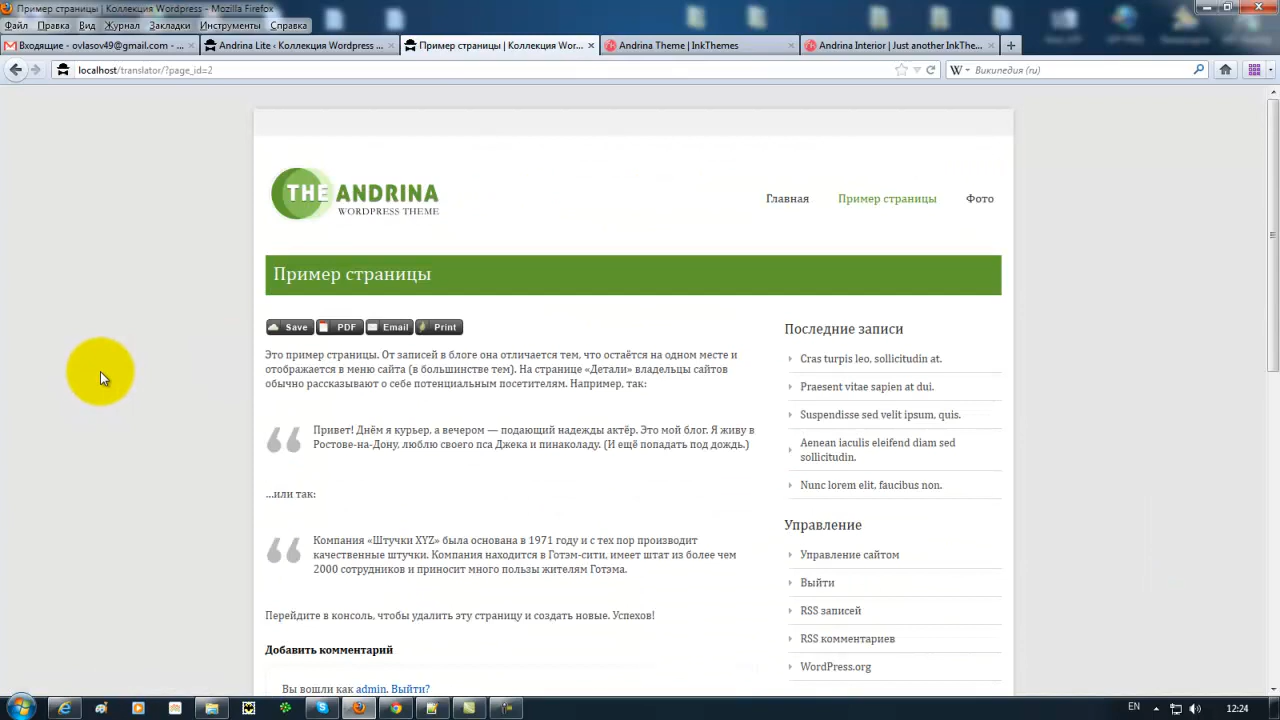 Пример страницы | Коллекция Wordpress - Mozilla Firefox
Файл Правка Вид Журнал Закладки Инструменты Справка
Входящие - ovlasov49@gmail.com - ...
Andrina Lite ‹ Коллекция Wordpress ...
Пример страницы | Коллекция Wor...
Andrina Theme | InkThemes
Andrina Interior | Just another InkThe...
localhost/translator/?page_id=2
Википедия (ru)
THE ANDRINA
WORDPRESS THEME
Главная Пример страницы Фото
Пример страницы
Save PDF Email Print
Это пример страницы. От записей в блоге она отличается тем, что остаётся на одном месте и
отображается в меню сайта (в большинстве тем). На странице «Детали» владельцы сайтов
обычно рассказывают о себе потенциальным посетителям. Например, так:
Привет! Днём я курьер, а вечером — подающий надежды актёр. Это мой блог. Я живу в
Ростове-на-Дону, люблю своего пса Джека и пинаколаду. (И ещё попадать под дождь.)
...или так:
Компания «Штучки XYZ» была основана в 1971 году и с тех пор производит
качественные штучки. Компания находится в Готэм-сити, имеет штат из более чем
2000 сотрудников и приносит много пользы жителям Готэма.
Перейдите в консоль, чтобы удалить эту страницу и создать новые. Успехов!
Добавить комментарий
Вы вошли как admin. Выйти?
Последние записи
Cras turpis leo, sollicitudin at.
Praesent vitae sapien at dui.
Suspendisse sed velit ipsum, quis.
Aenean iaculis eleifend diam sed
sollicitudin.
Nunc lorem elit, faucibus non.
Управление
Управление сайтом
Выйти
RSS записей
RSS комментариев
WordPress.org
EN
12:24